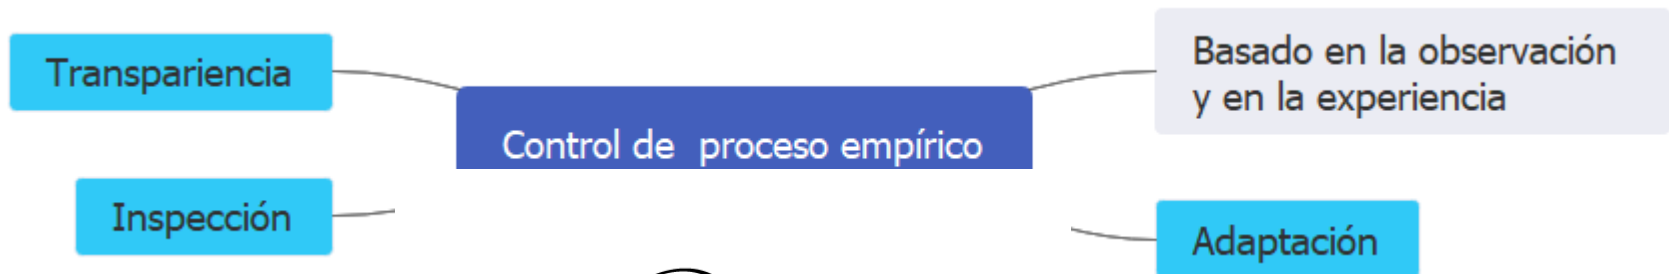 Transpariencia
Control de  proceso empírico
Inspección
Basado en la observación
y en la experiencia
Adaptación